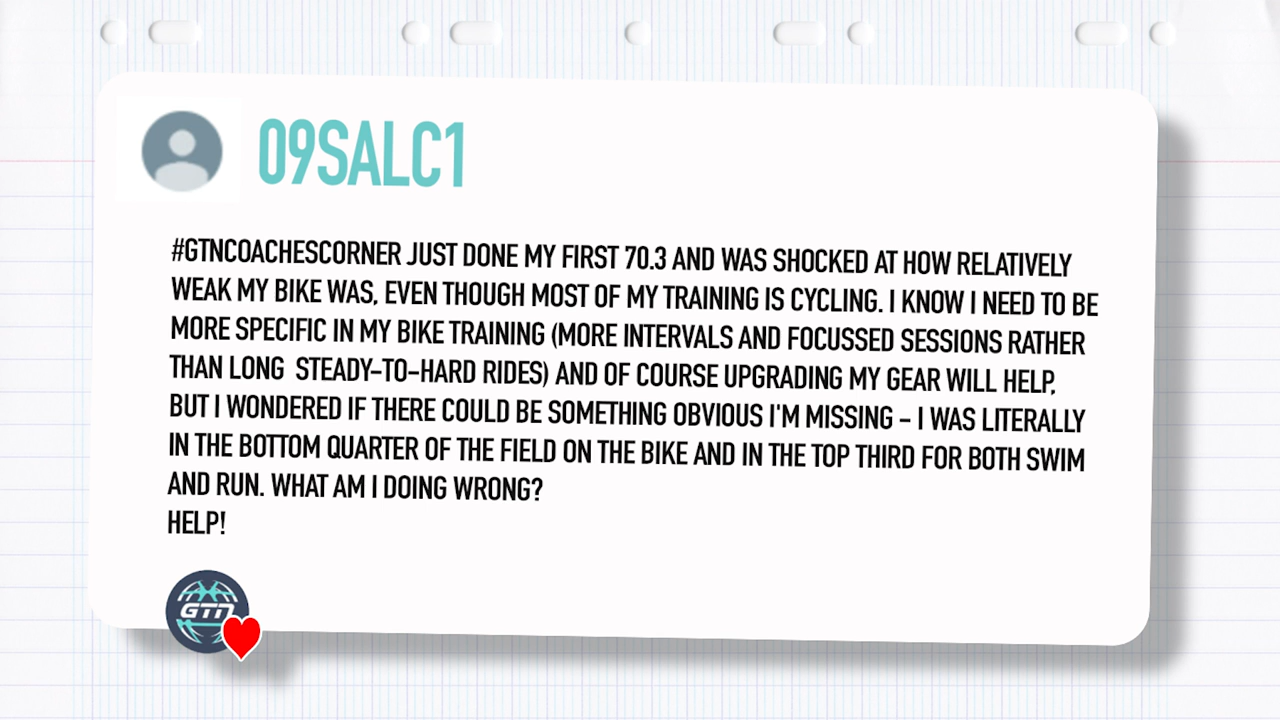 09SALC1
#GTNCOACHESCORNER JUST DONE MY FIRST 70.3 AND WAS SHOCKED AT HOW RELATIVELY
WEAK MY BIKE WAS, EVEN THOUGH MOST OF MY TRAINING IS CYCLING. I KNOW I NEED TO BE
MORE SPECIFIC IN MY BIKE TRAINING (MORE INTERVALS AND FOCUSSED SESSIONS RATHER
THAN LONG STEADY-TO-HARD RIDES) AND OF COURSE UPGRADING MY GEAR WILL HELP,
BUT I WONDERED IF THERE COULD BE SOMETHING OBVIOUS I'M MISSING - I WAS LITERALLY
IN THE BOTTOM QUARTER OF THE FIELD ON THE BIKE AND IN THE TOP THIRD FOR BOTH SWIM
AND RUN. WHAT AM I DOING WRONG?
HELP!
GTN